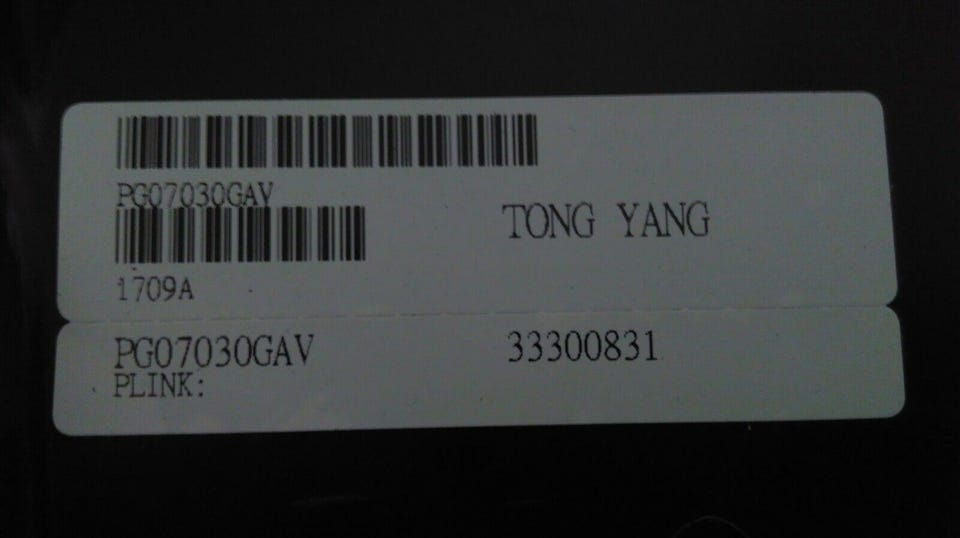 PG07030GAV
TONG YANG
1709A
PG07030GAV
33300831
PLINK: